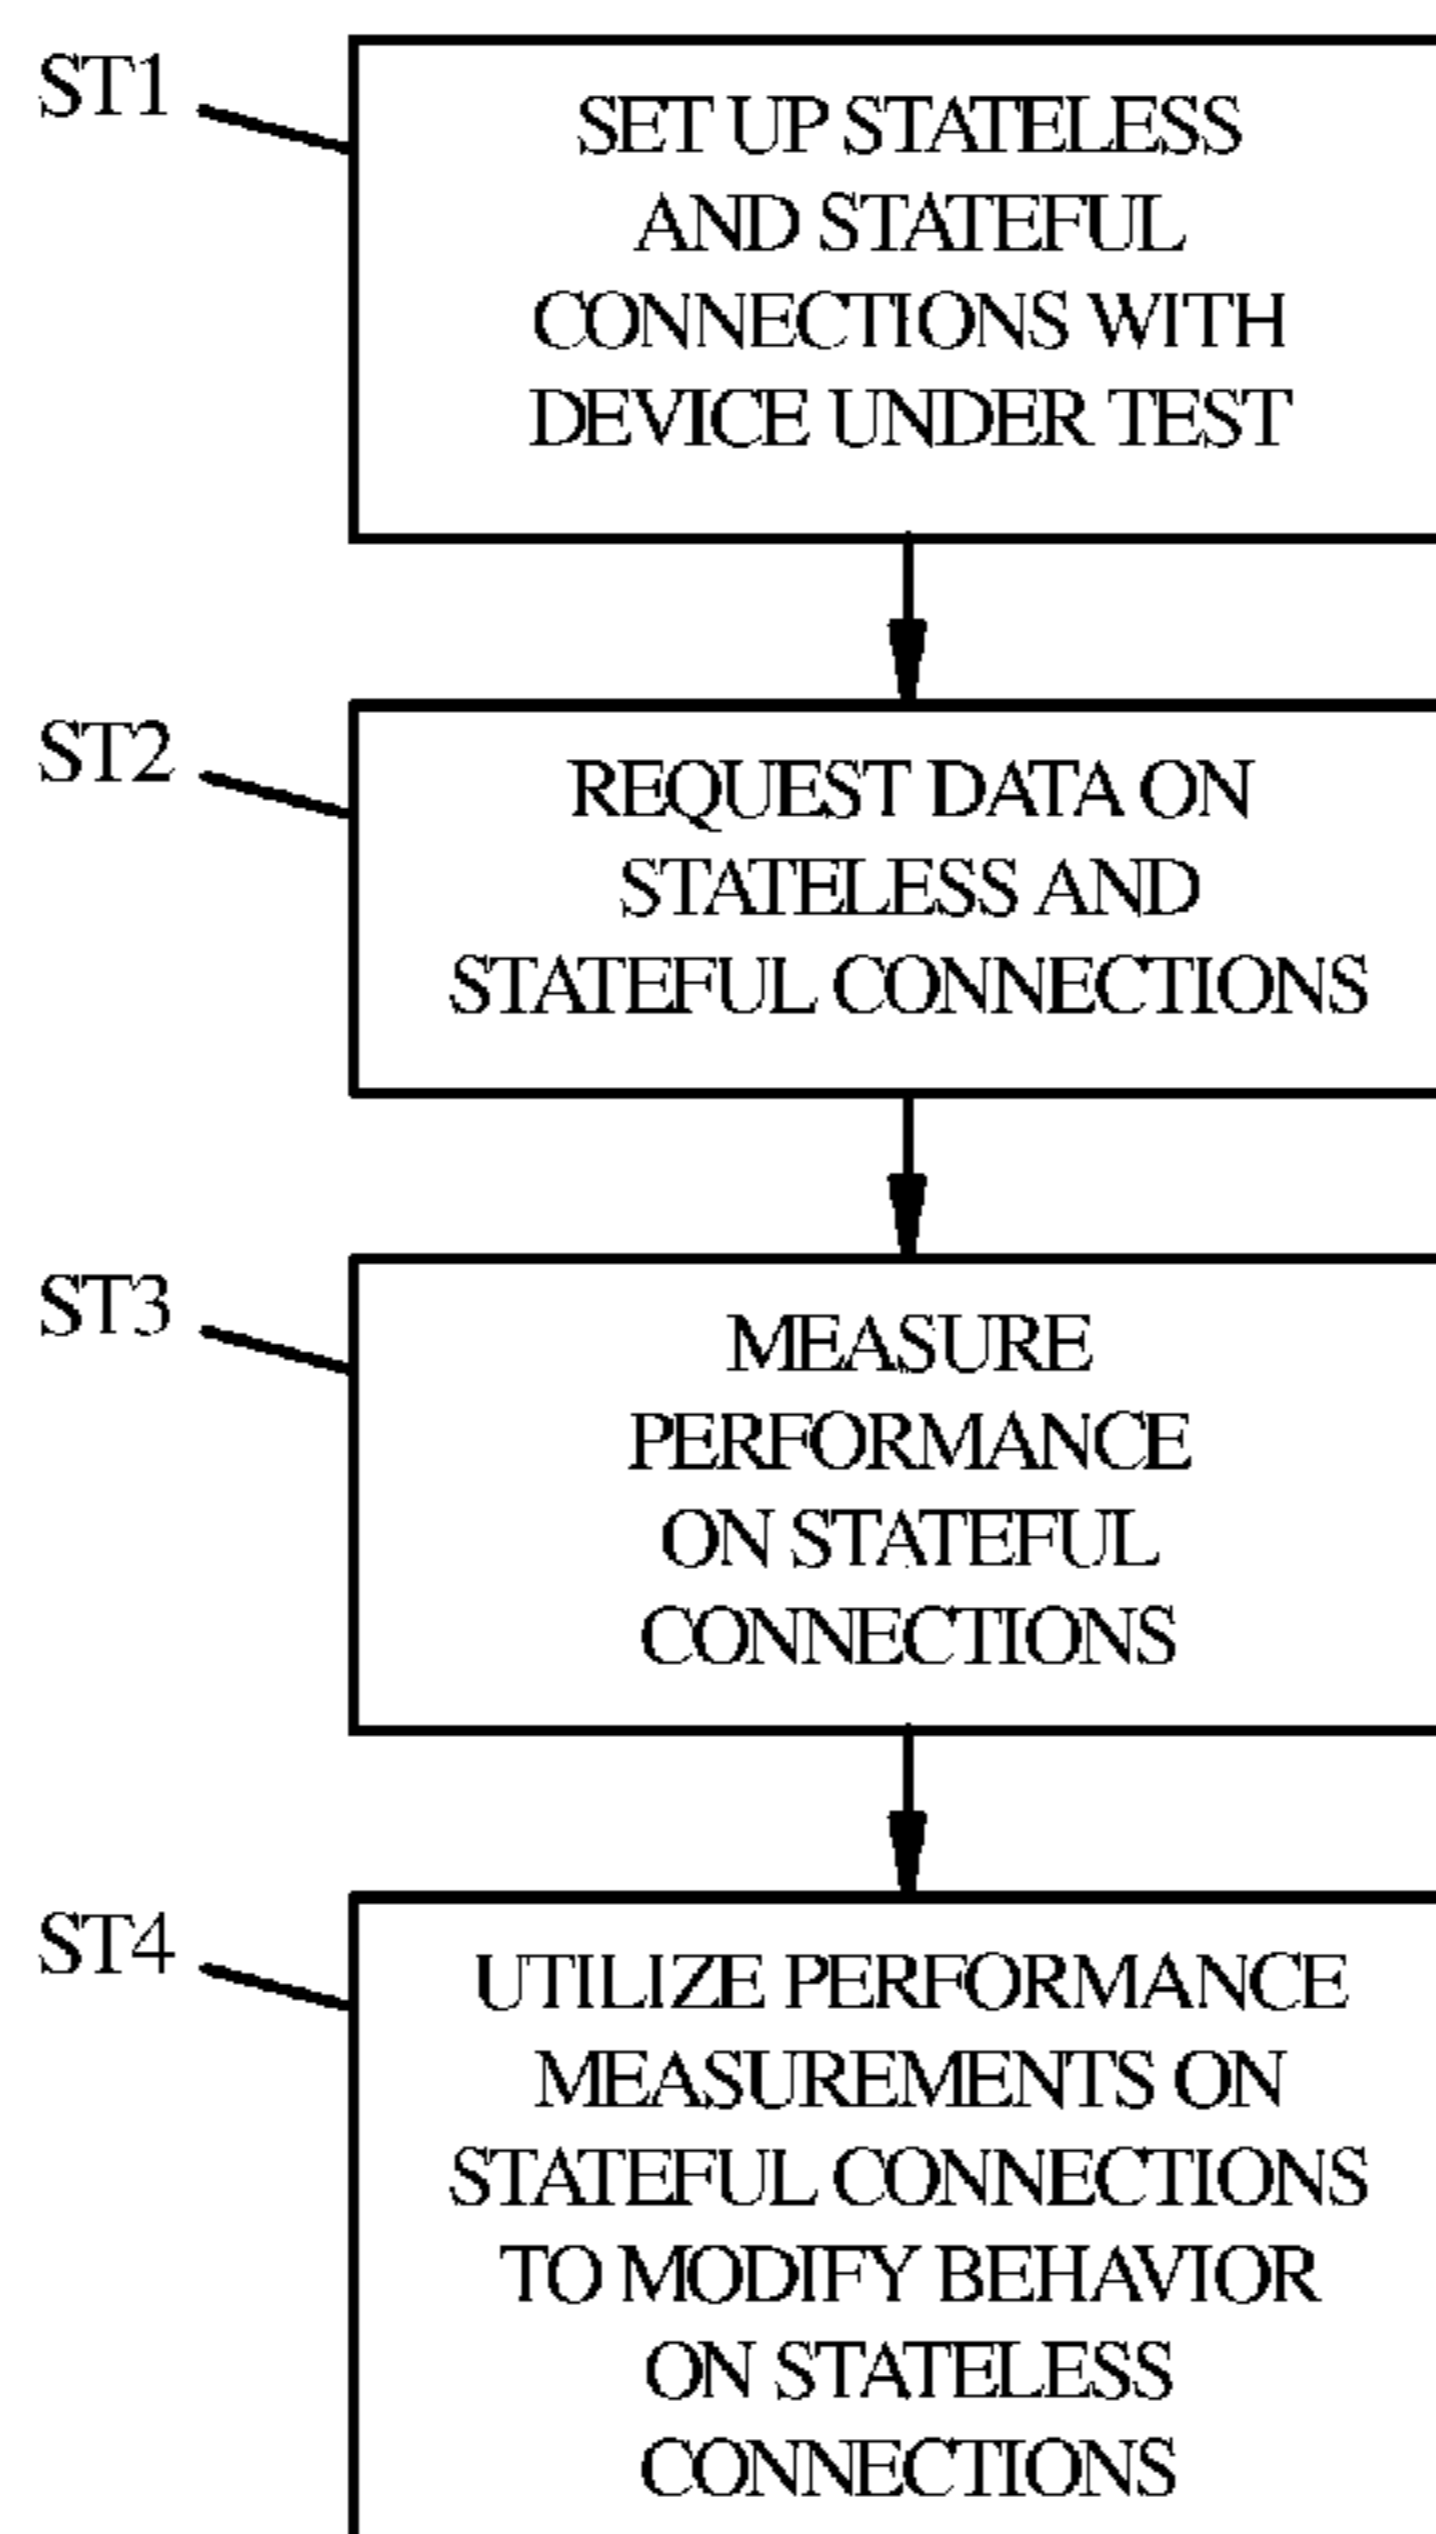 ST1
SET UP STATELESS
AND STATEFUL
CONNECTIONS WITH
DEVICE UNDER TEST
ST2
REQUEST DATA ON
STATELESS AND
STATEFUL CONNECTIONS
ST3
MEASURE
PERFORMANCE
ON STATEFUL
CONNECTIONS
ST4
UTILIZE PERFORMANCE
MEASUREMENTS ON
STATEFUL CONNECTIONS
TO MODIFY BEHAVIOR
ON STATELESS
CONNECTIONS